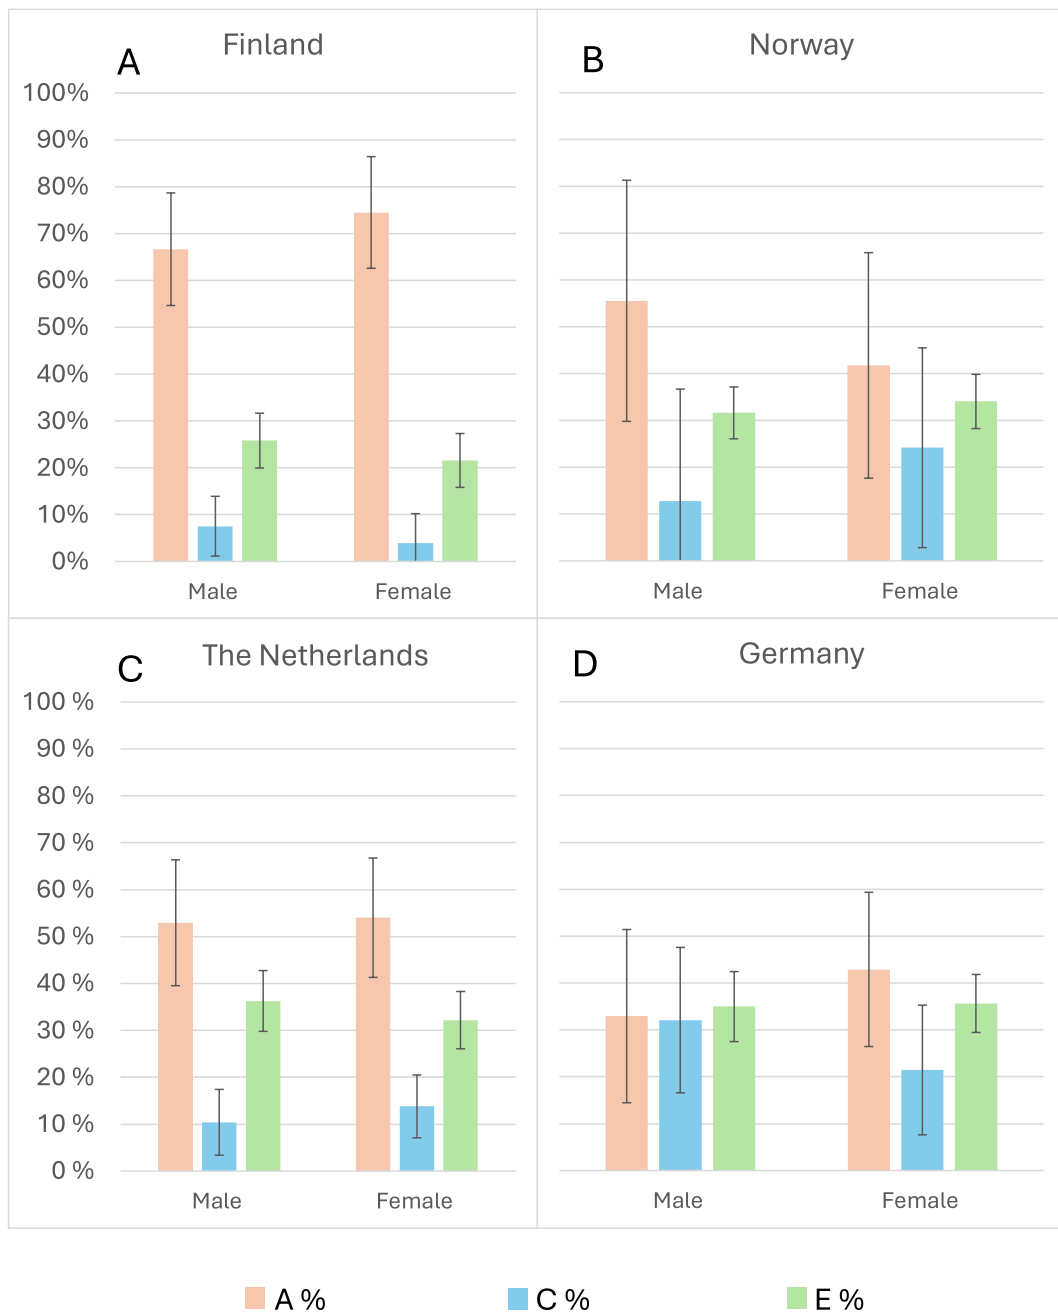 A Finland
100%
90%
80%
70%
60%
50%
40%
30%
20%
10%
0%
Male Female
B Norway
Male Female
C The Netherlands
100 %
90 %
80 %
70 %
60 %
50 %
40 %
30 %
20 %
10 %
0 %
Male Female
D Germany
Male Female
A % C % E %